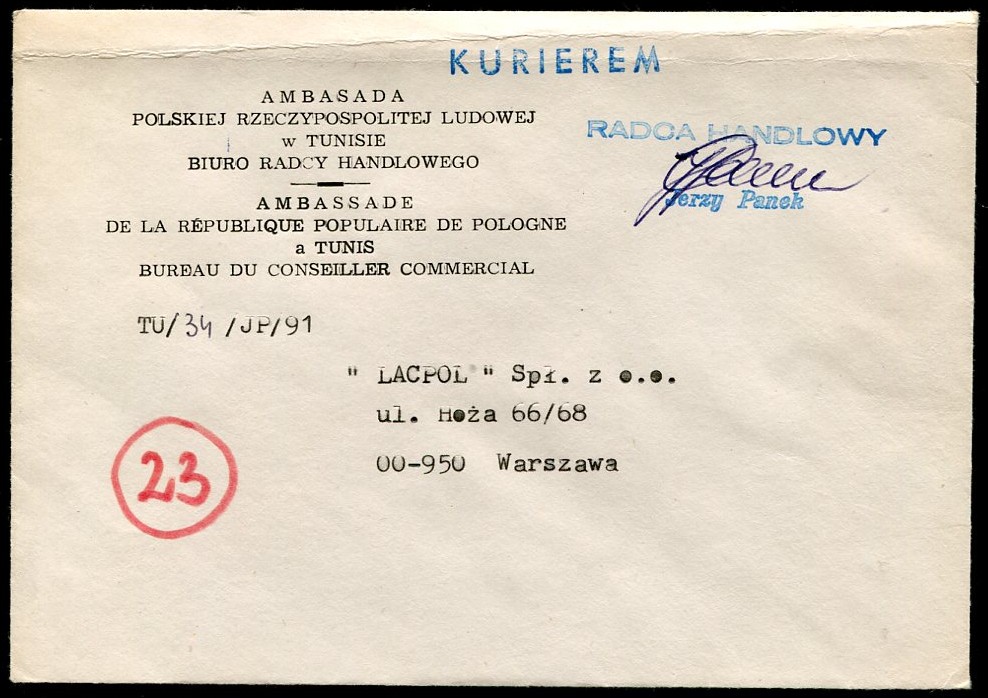 KURIEREM
AMBASADA
POLSKIEJ RZECZYPOSPOLITEJ LUDOWEJ
w TUNISIE
BIURO RADCY HANDLOWEGO
AMBASSADE
DE LA RÉPUBLIQUE POPULAIRE DE POLOGNE
a TUNIS
BUREAU DU CONSEILLER COMMERCIAL
RADCA HANDLOWY
Jerzy Panek
TU/34/JP/91
" LACPOL " Spł. z o.o.
ul. Hoża 66/68
00-950 Warszawa
23